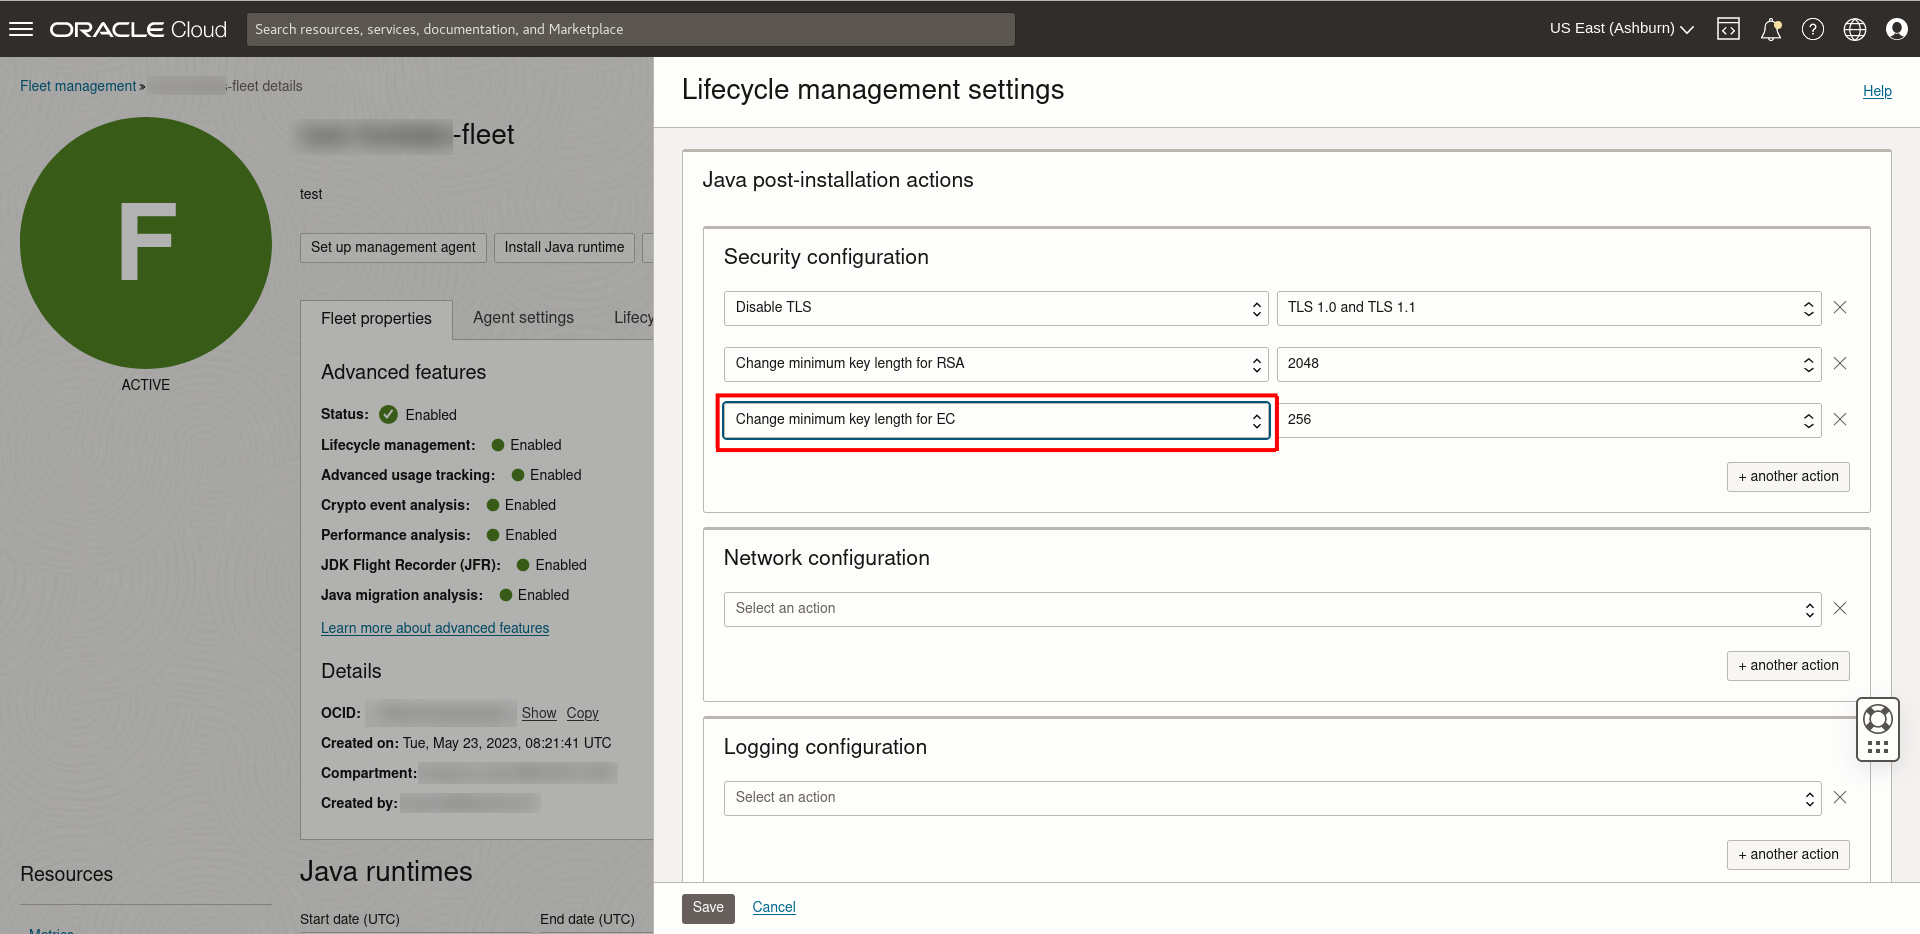 ORACLE Cloud
Search resources, services, documentation, and Marketplace
US East (Ashburn)
Fleet management » -fleet details
F
ACTIVE
-fleet
test
Set up management agent
Install Java runtime
Fleet properties
Agent settings
Lifecy
Advanced features
Status: Enabled
Lifecycle management: Enabled
Advanced usage tracking: Enabled
Crypto event analysis: Enabled
Performance analysis: Enabled
JDK Flight Recorder (JFR): Enabled
Java migration analysis: Enabled
Learn more about advanced features
Details
OCID: Show Copy
Created on: Tue, May 23, 2023, 08:21:41 UTC
Compartment:
Created by:
Resources
Metrics
Java runtimes
Start date (UTC)
End date (UTC)
Lifecycle management settings
Help
Java post-installation actions
Security configuration
Disable TLS
TLS 1.0 and TLS 1.1
Change minimum key length for RSA
2048
Change minimum key length for EC
256
+ another action
Network configuration
Select an action
+ another action
Logging configuration
Select an action
+ another action
Save
Cancel